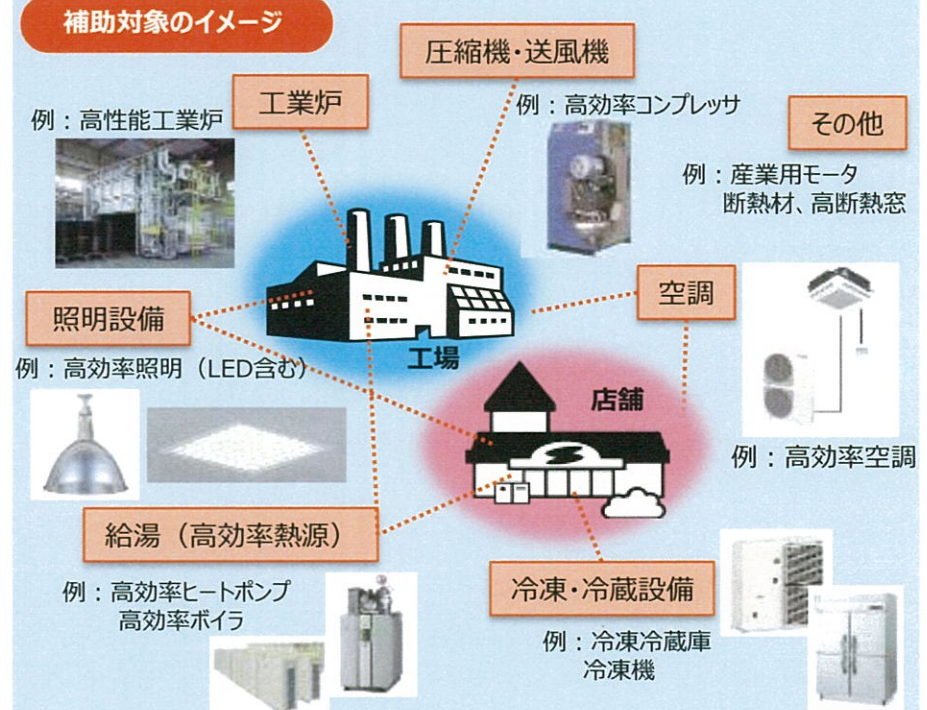 補助対象のイメージ
圧縮機・送風機
工業炉
例：高効率コンプレッサ
例：高性能工業炉
その他
例：産業用モータ
断熱材、高断熱窓
空調
照明設備
工場
例：高効率照明（LED含む）
店舗
例：高効率空調
給湯（高効率熱源）
冷凍・冷蔵設備
例：高効率ヒートポンプ
高効率ボイラ
例：冷凍冷蔵庫
冷凍機